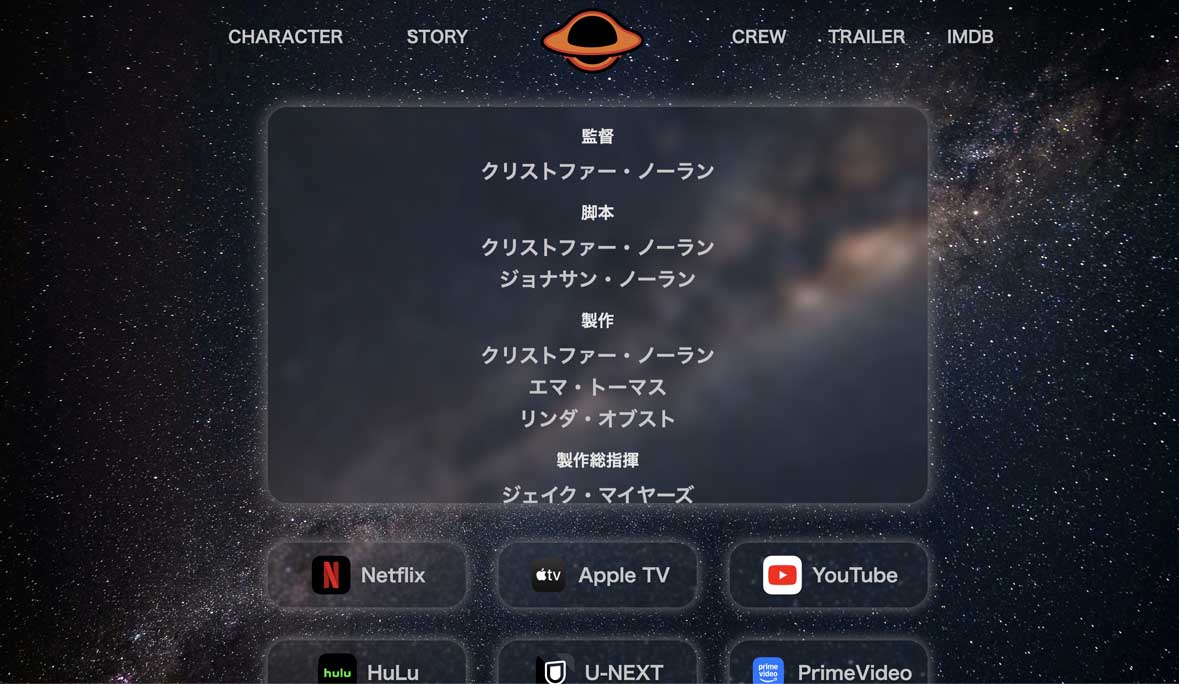 CHARACTER
STORY
CREW
TRAILER
IMDB
監督
クリストファー・ノーラン
脚本
クリストファー・ノーラン
ジョナサン・ノーラン
製作
クリストファー・ノーラン
エマ・トーマス
リンダ・オブスト
製作総指揮
ジェイク・マイヤーズ
N Netflix
tv Apple TV
YouTube
hulu HuLu
U-NEXT
prime
video
PrimeVideo